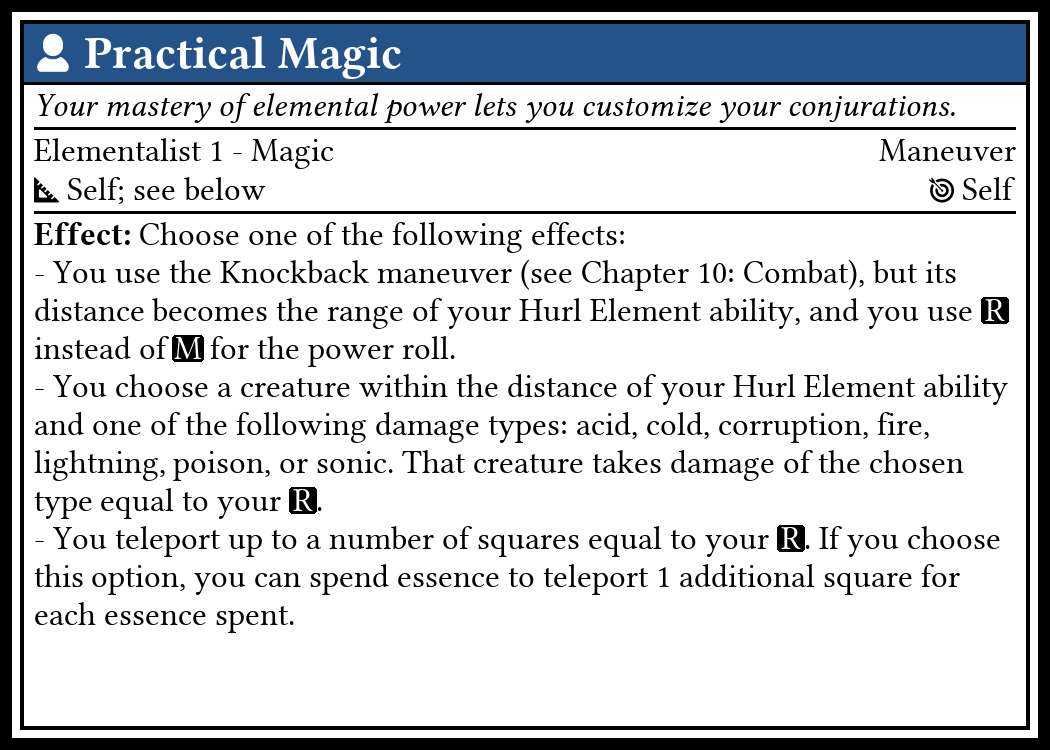 Practical Magic
Your mastery of elemental power lets you customize your conjurations.
Elementalist 1 - Magic Maneuver
Self; see below Self
Effect: Choose one of the following effects:
- You use the Knockback maneuver (see Chapter 10: Combat), but its
distance becomes the range of your Hurl Element ability, and you use R
instead of M for the power roll.
- You choose a creature within the distance of your Hurl Element ability
and one of the following damage types: acid, cold, corruption, fire,
lightning, poison, or sonic. That creature takes damage of the chosen
type equal to your R.
- You teleport up to a number of squares equal to your R. If you choose
this option, you can spend essence to teleport 1 additional square for
each essence spent.